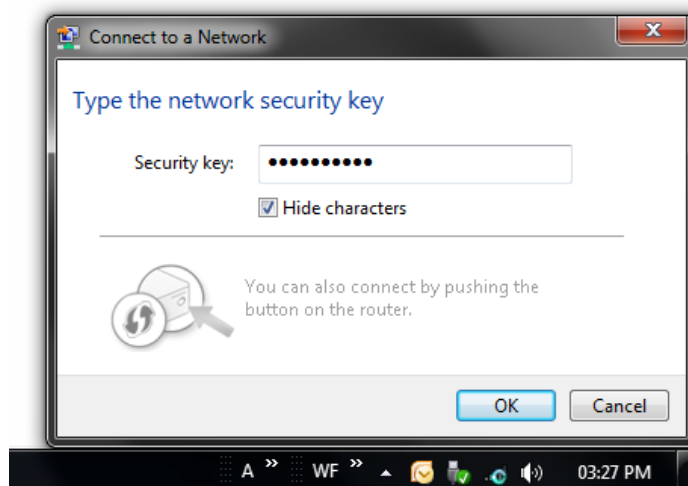 Connect to a Network
Type the network security key
Security key: ●●●●●●●●●●
Hide characters
You can also connect by pushing the
button on the router.
OK Cancel
A » WF » 03:27 PM